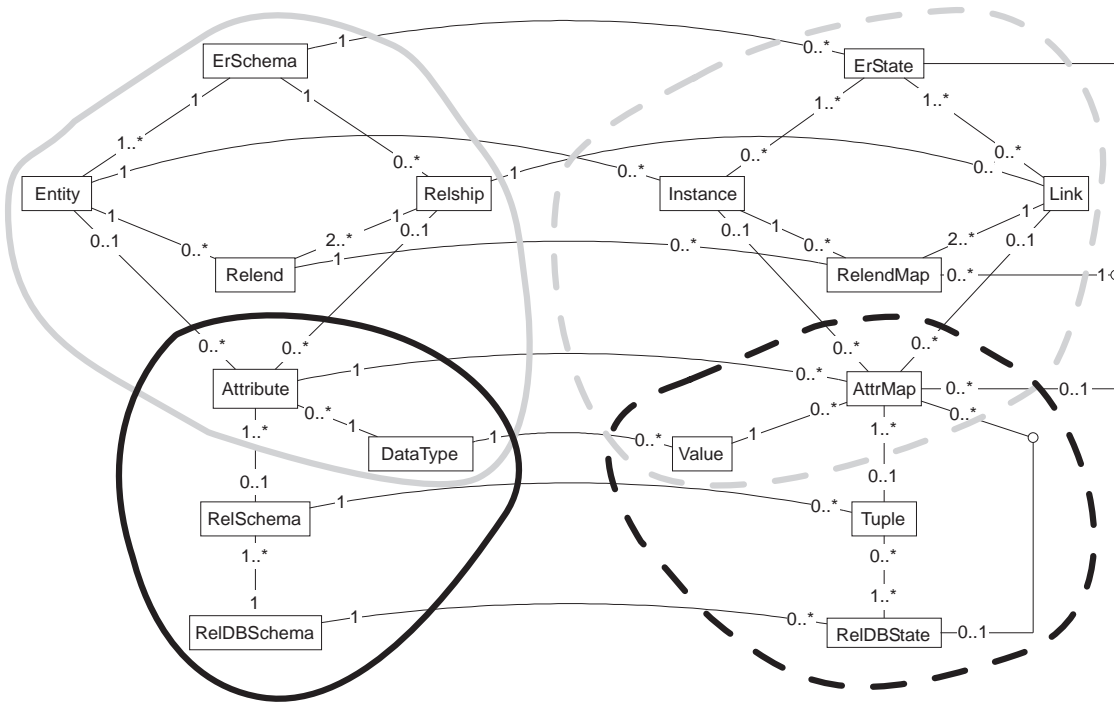 1 0..*
ErSchema ErState
1 1 1..* 1..*
1..* 0..* 0..* 0..*
1 0..* 1 0..
Entity Relship Instance Link
1 1 1 1
0..1 0..1 0..1 0..1
0..* 2..* 0..* 2..*
1 0..*
Relend RelendMap 0..* 1
0..* 0..* 0..* 0..*
1 0..*
Attribute AttrMap 0..* 0..1
0..* 0..* 0..*
1..* 1 1..*
1 0..* 1
DataType Value
0..1 0..1
1 0..*
RelSchema Tuple
1..* 0..*
1 1..*
1 0..*
RelDBSchema RelDBState 0..1